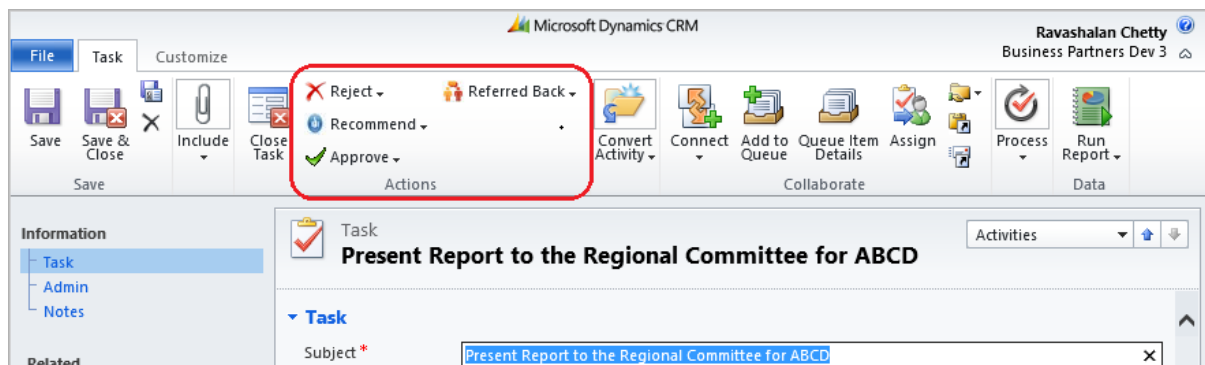 Microsoft Dynamics CRM
Ravashalan Chetty
Business Partners Dev 3
File Task Customize
Reject Referred Back
Recommend
Approve
Save Save & Close Include Close Task Convert Activity Connect Add to Queue Queue Item Details Assign Process Run Report
Save Actions Collaborate Data
Information
Task
Admin
Notes
Related
Task
Present Report to the Regional Committee for ABCD
Activities
Task
Subject *
Present Report to the Regional Committee for ABCD